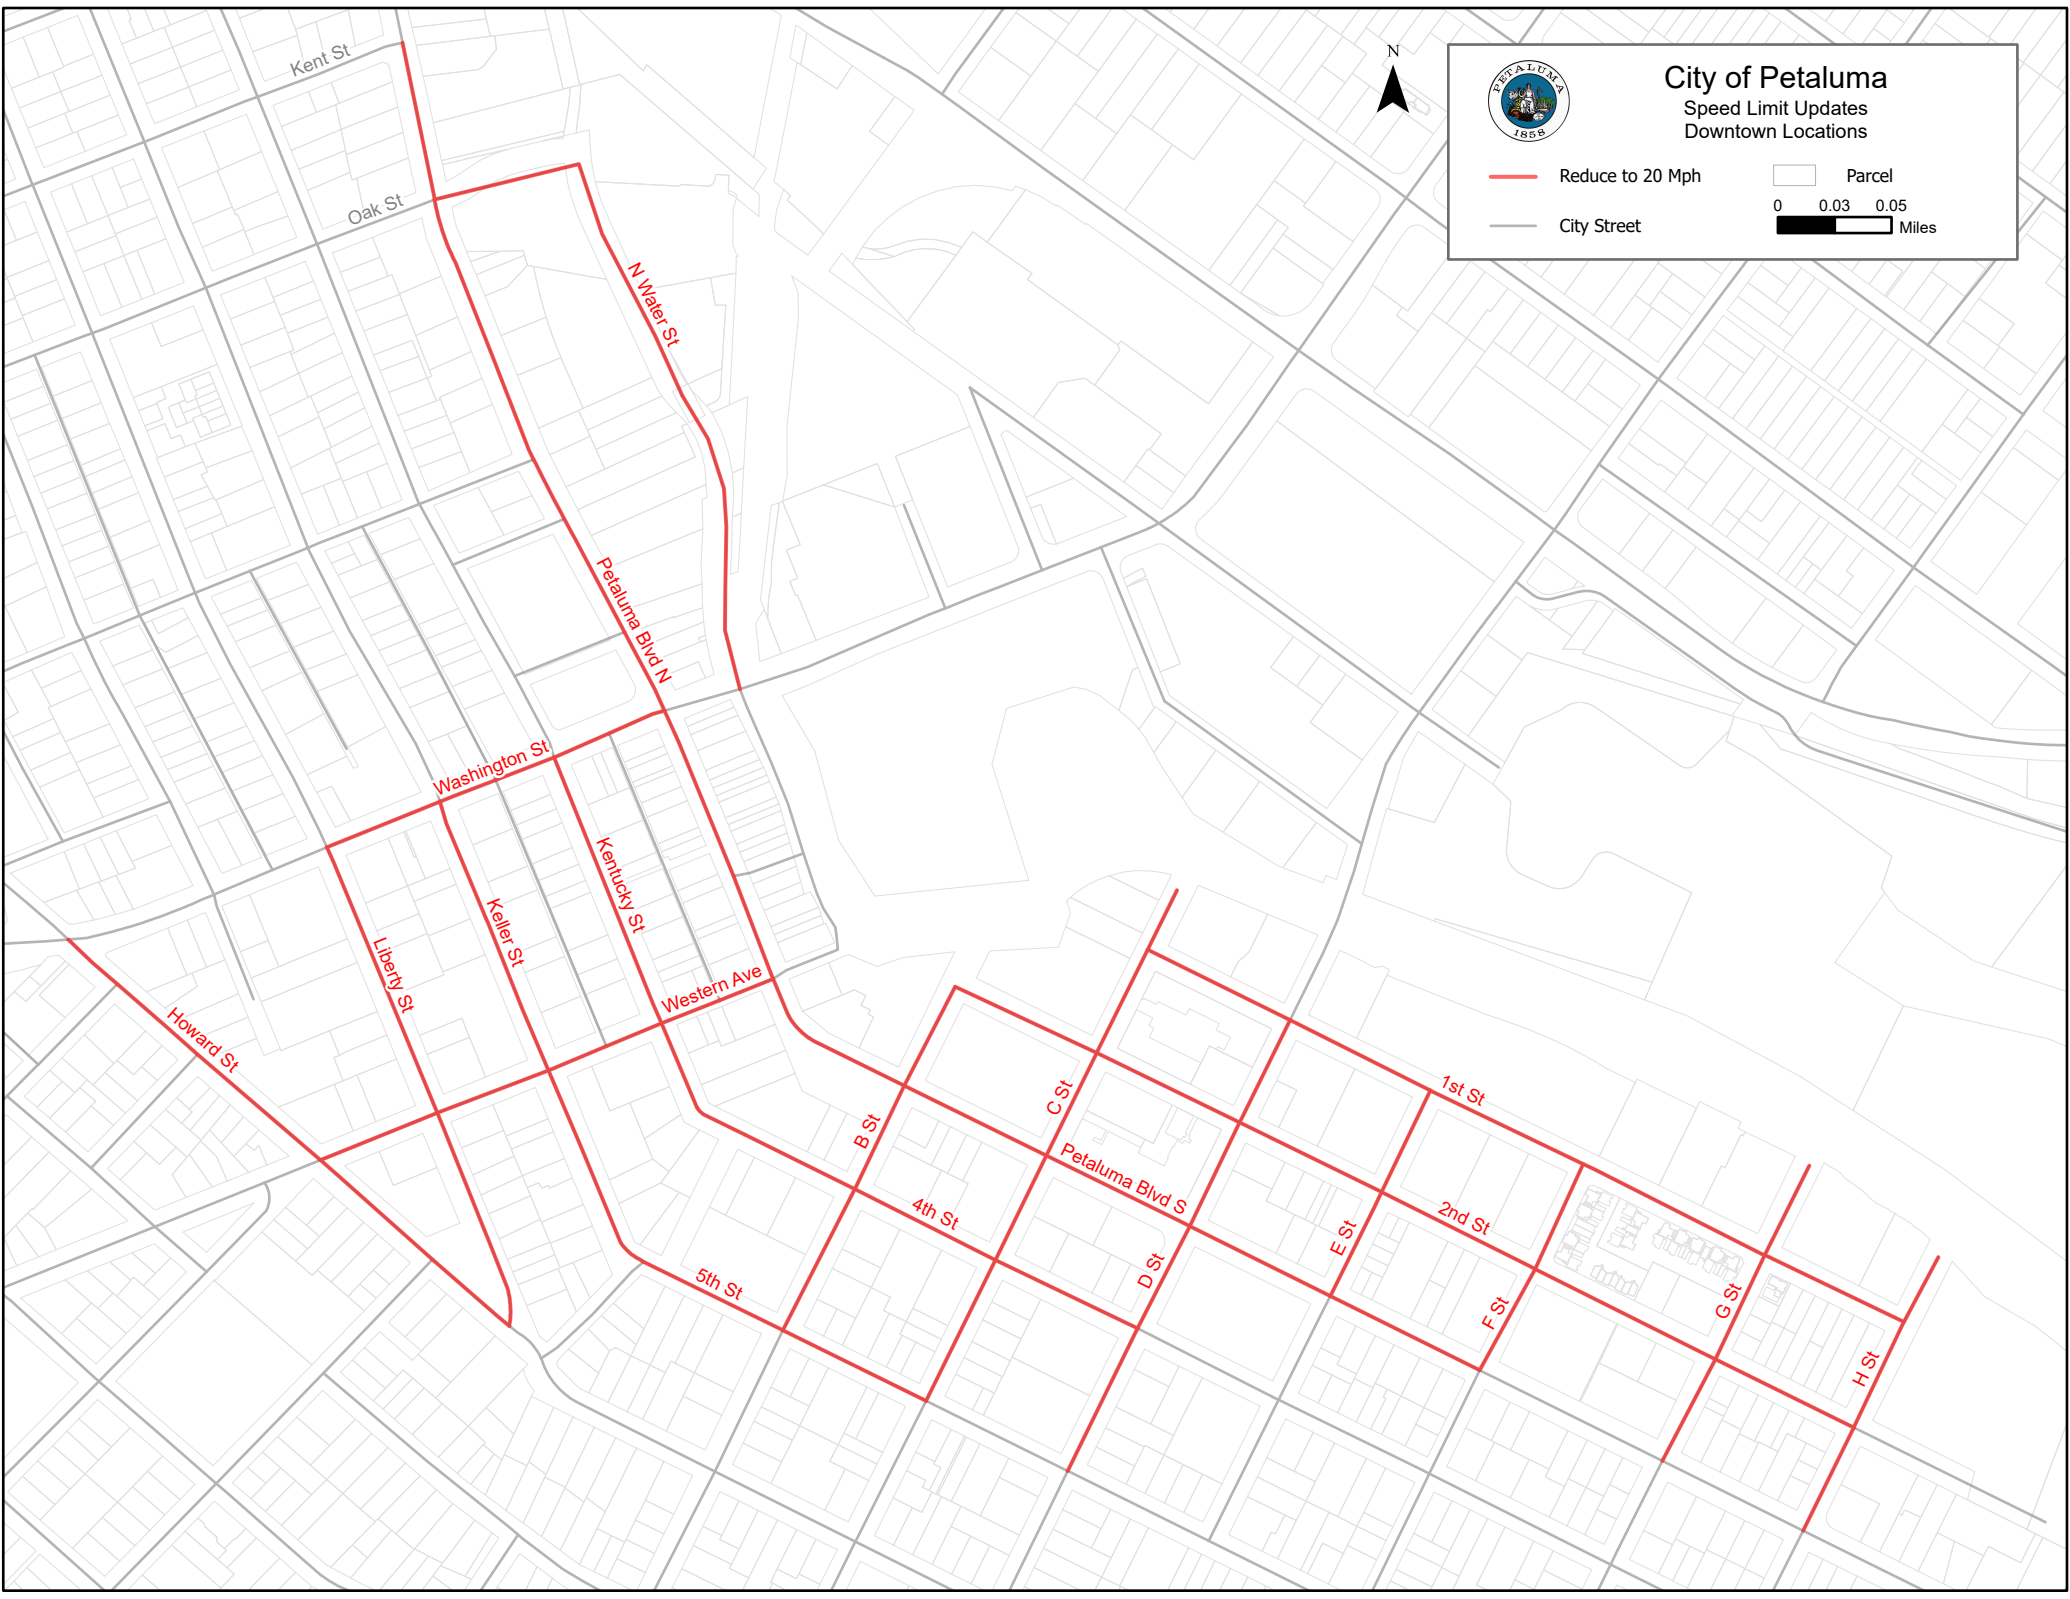 City of Petaluma
Speed Limit Updates
Downtown Locations
PETALUMA
1858
Reduce to 20 Mph
Parcel
City Street
0 0.03 0.05
Miles
N
Kent St
Oak St
N Water St
Petaluma Blvd N
Washington St
Kentucky St
Keller St
Liberty St
Western Ave
Howard St
1st St
C St
B St
Petaluma Blvd S
4th St
2nd St
E St
D St
5th St
F St
G St
H St